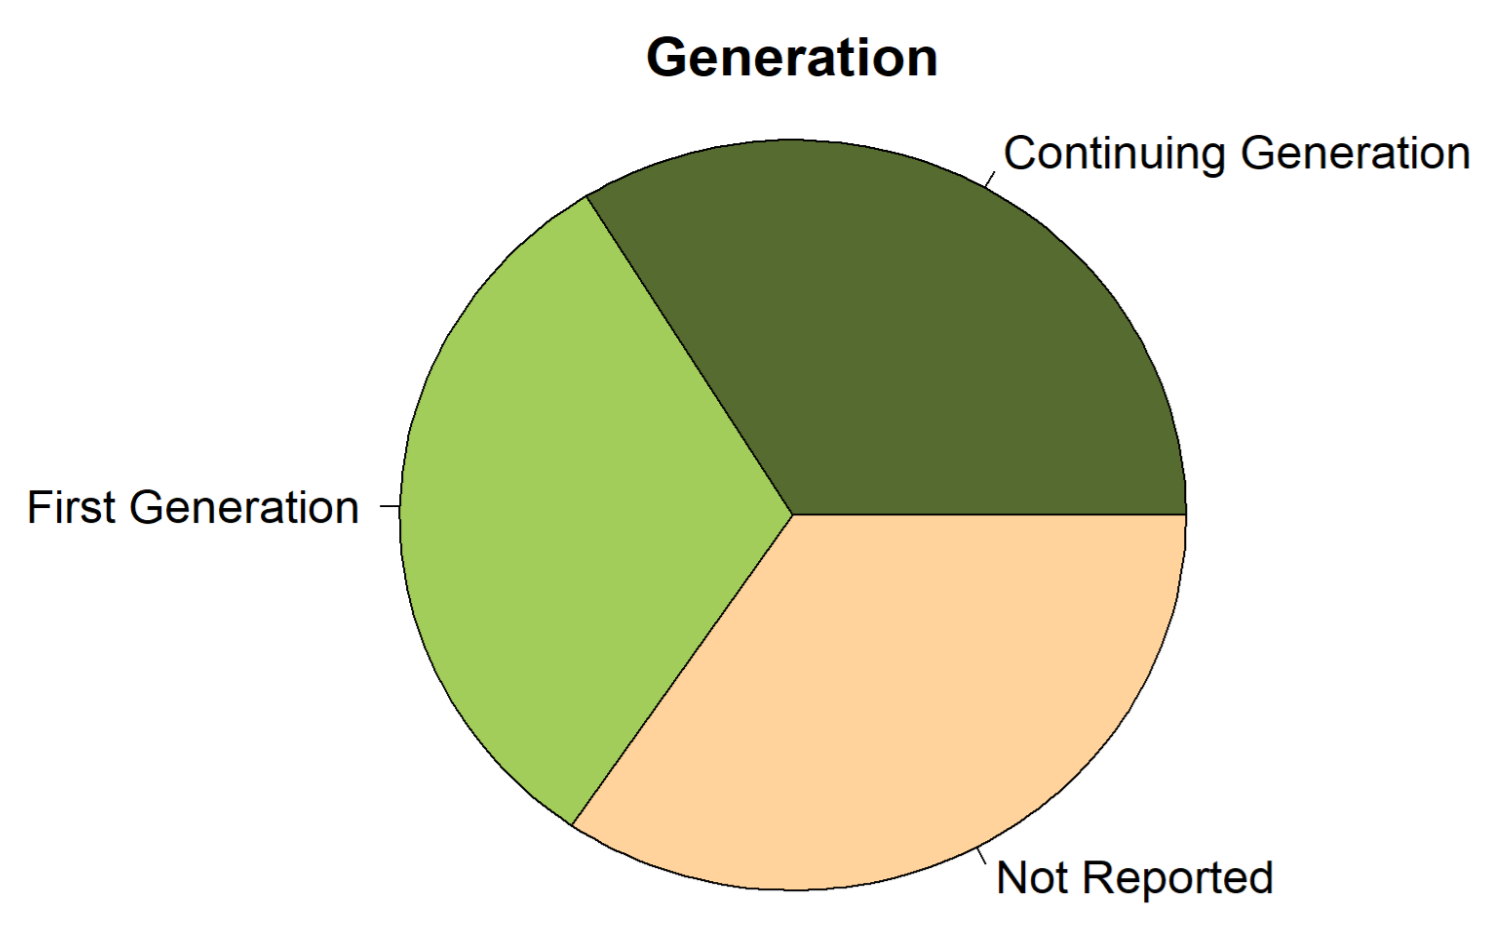 Generation
Continuing Generation
First Generation
Not Reported